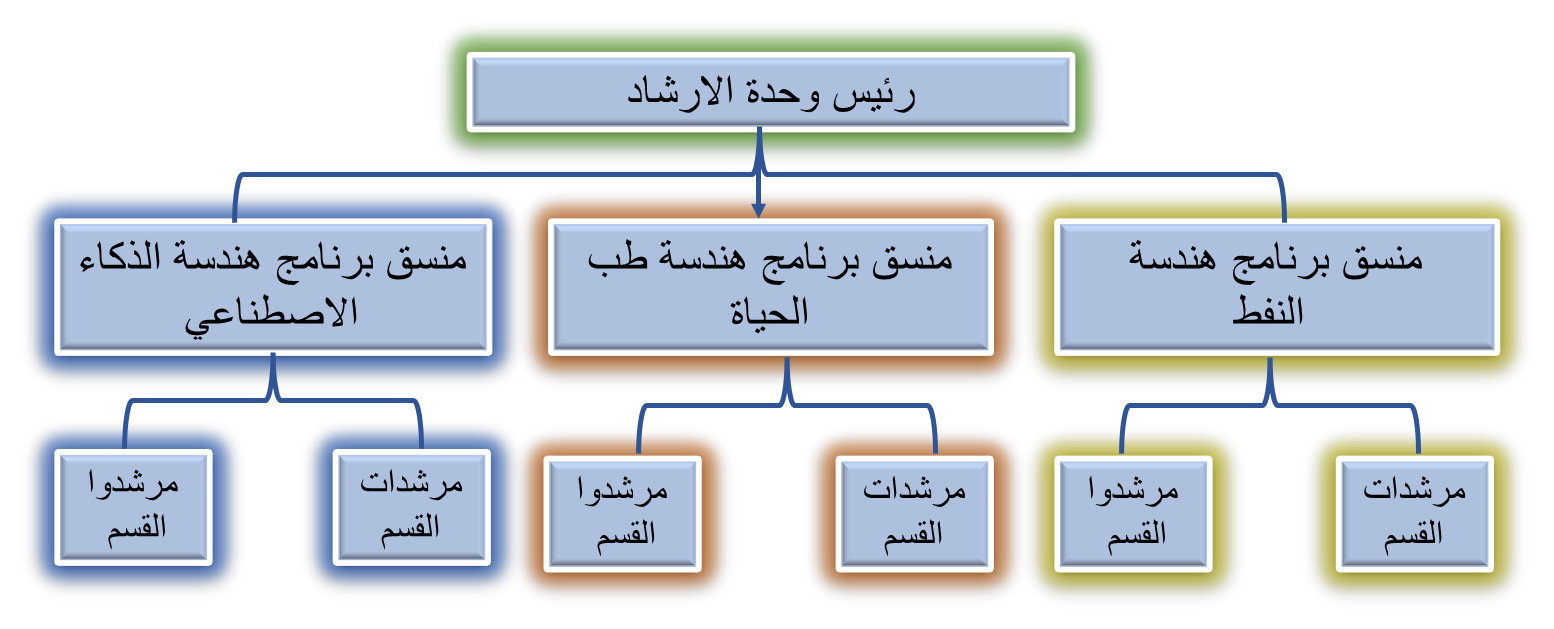 رئيس وحدة الارشاد
منسق برنامج هندسة
النفط
منسق برنامج هندسة طب
الحياة
منسق برنامج هندسة الذكاء
الاصطناعي
مرشدات
القسم
مرشدوا
القسم
مرشدات
القسم
مرشدوا
القسم
مرشدات
القسم
مرشدوا
القسم